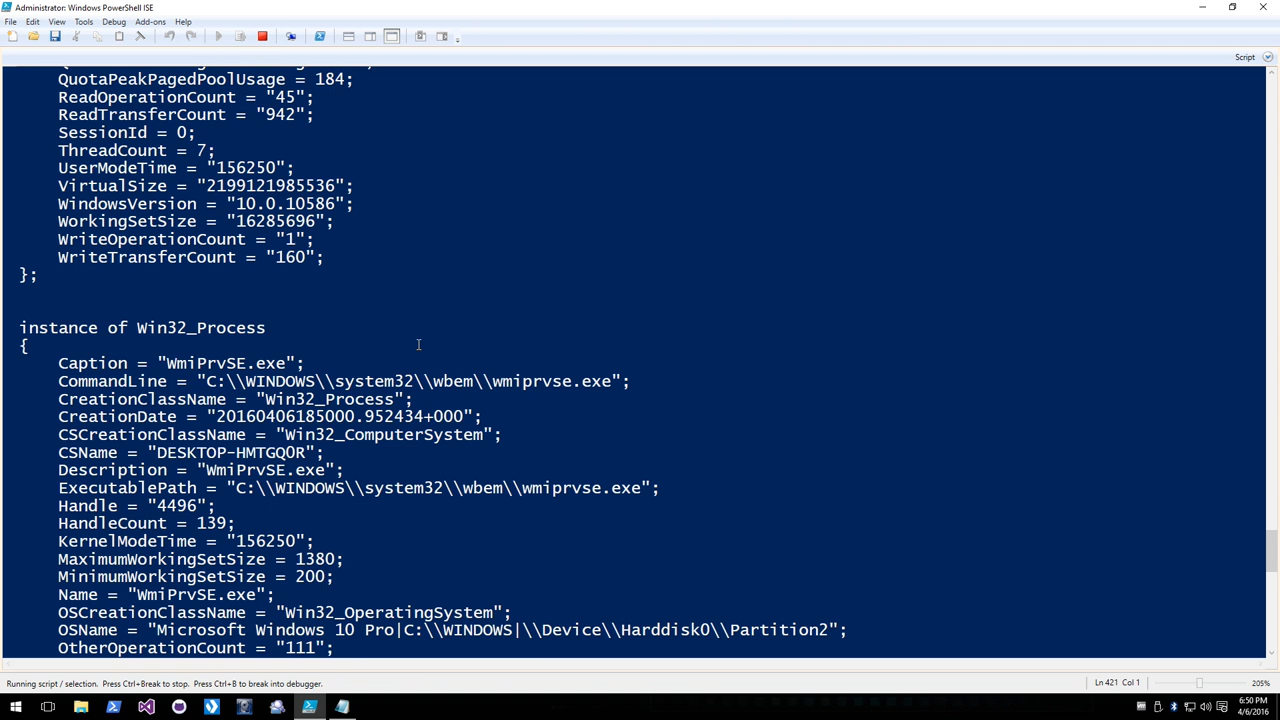 Administrator: Windows PowerShell ISE
File Edit View Tools Debug Add-ons Help
Script
QuotaPeakPagedPoolUsage = 184;
ReadOperationCount = "45";
ReadTransferCount = "942";
SessionId = 0;
ThreadCount = 7;
UserModeTime = "156250";
VirtualSize = "2199121985536";
WindowsVersion = "10.0.10586";
WorkingSetSize = "16285696";
WriteOperationCount = "1";
WriteTransferCount = "160";
};
instance of Win32_Process
{
Caption = "WmiPrvSE.exe";
CommandLine = "C:\\WINDOWS\\system32\\wbem\\wmiprvse.exe";
CreationClassName = "Win32_Process";
CreationDate = "20160406185000.952434+000";
CSCreationClassName = "Win32_ComputerSystem";
CSName = "DESKTOP-HMTGQ0R";
Description = "WmiPrvSE.exe";
ExecutablePath = "C:\\WINDOWS\\system32\\wbem\\wmiprvse.exe";
Handle = "4496";
HandleCount = 139;
KernelModeTime = "156250";
MaximumWorkingSetSize = 1380;
MinimumWorkingSetSize = 200;
Name = "WmiPrvSE.exe";
OSCreationClassName = "Win32_OperatingSystem";
OSName = "Microsoft Windows 10 Pro|C:\\WINDOWS|\\Device\\Harddisk0\\Partition2";
OtherOperationCount = "111";
Running script / selection. Press Ctrl+Break to stop. Press Ctrl+B to break into debugger.
Ln 421 Col 1
205%
6:50 PM
4/6/2016